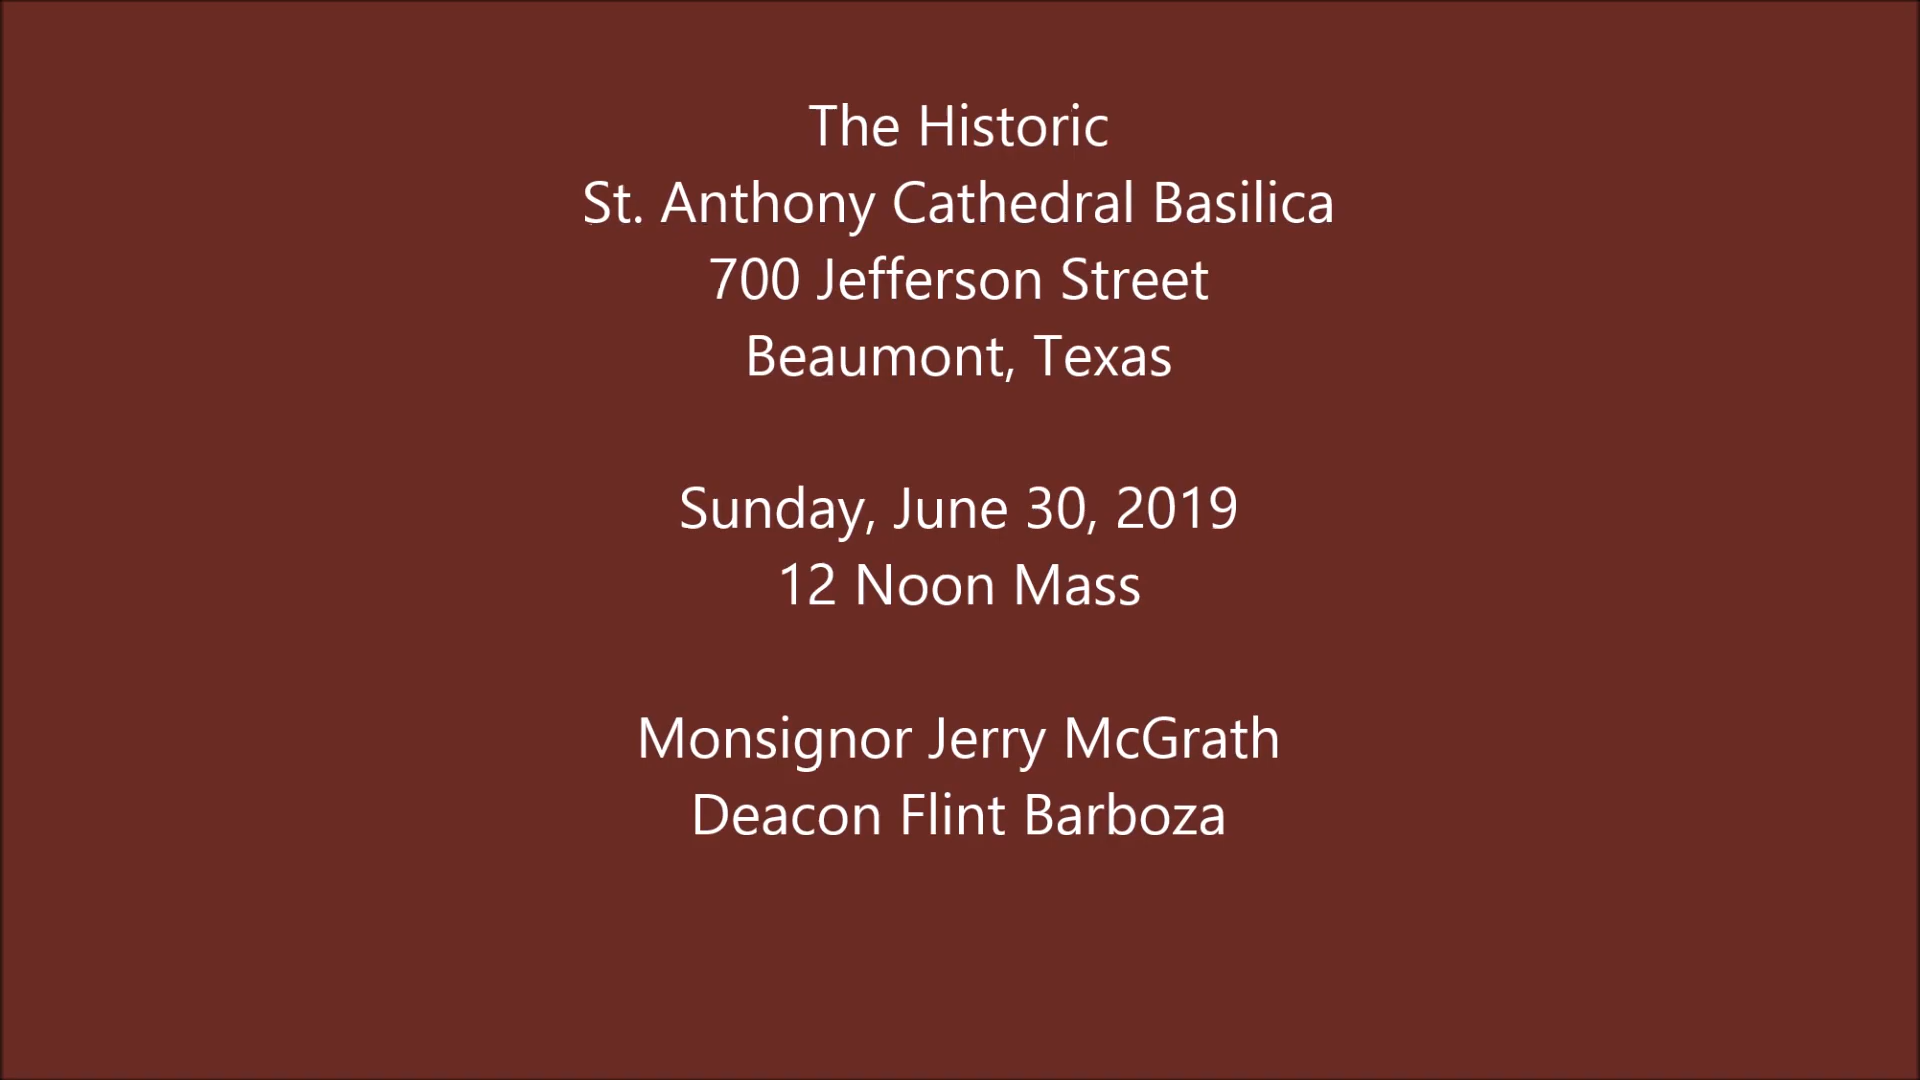 The Historic
St. Anthony Cathedral Basilica
700 Jefferson Street
Beaumont, Texas
Sunday, June 30, 2019
12 Noon Mass
Monsignor Jerry McGrath
Deacon Flint Barboza